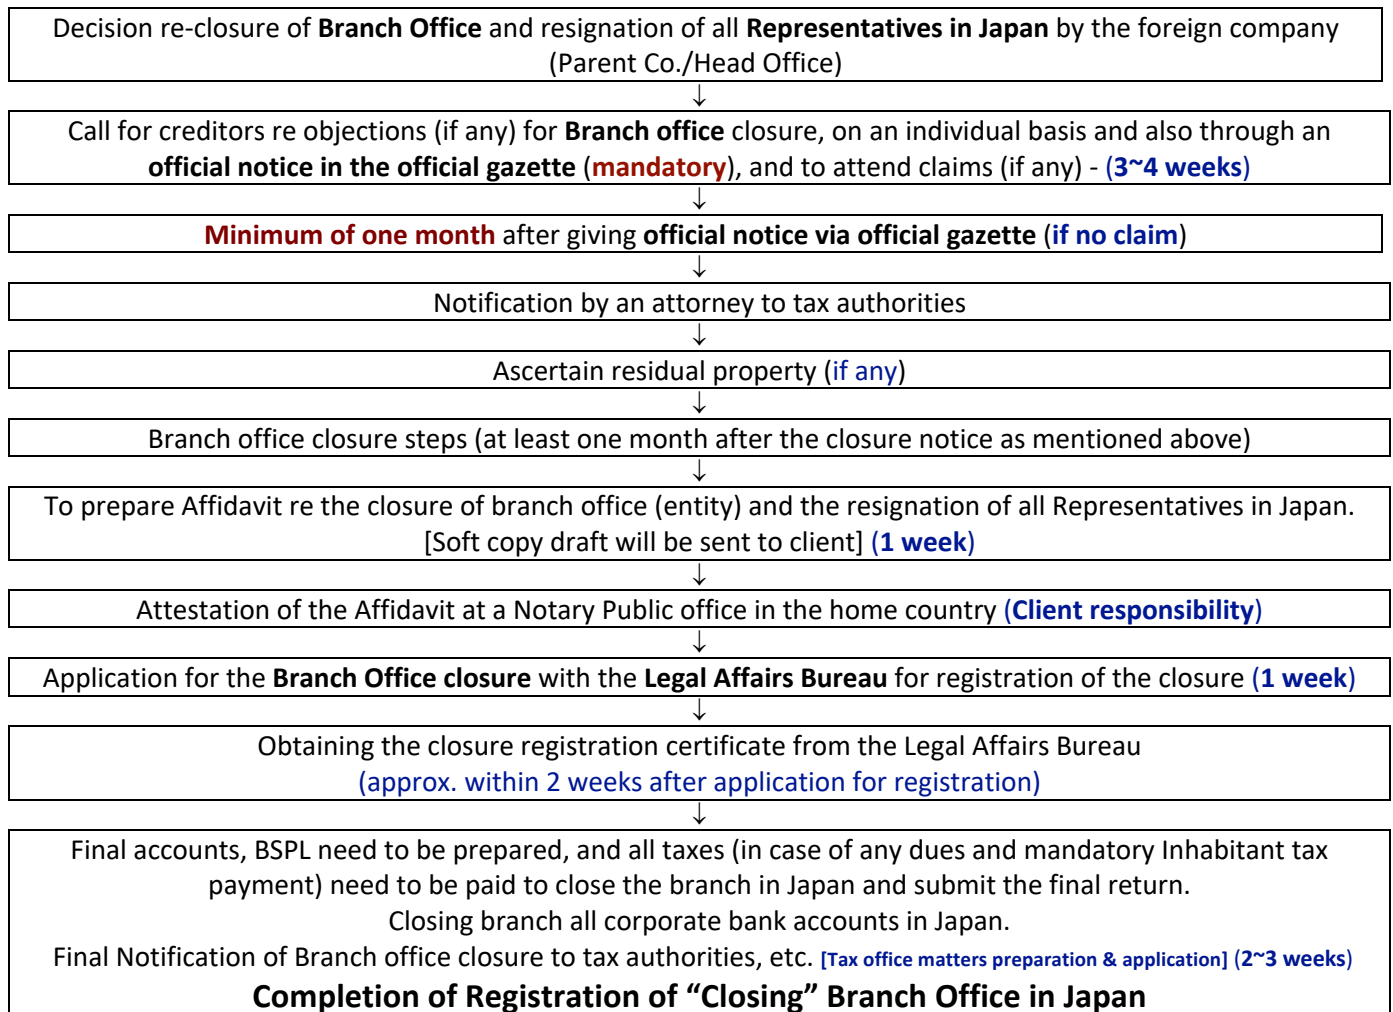 Decision re-closure of Branch Office and resignation of all Representatives in Japan by the foreign company
(Parent Co./Head Office)
↓
Call for creditors re objections (if any) for Branch office closure, on an individual basis and also through an
official notice in the official gazette (mandatory), and to attend claims (if any) - (3~4 weeks)
↓
Minimum of one month after giving official notice via official gazette (if no claim)
↓
Notification by an attorney to tax authorities
↓
Ascertain residual property (if any)
↓
Branch office closure steps (at least one month after the closure notice as mentioned above)
↓
To prepare Affidavit re the closure of branch office (entity) and the resignation of all Representatives in Japan.
[Soft copy draft will be sent to client] (1 week)
↓
Attestation of the Affidavit at a Notary Public office in the home country (Client responsibility)
↓
Application for the Branch Office closure with the Legal Affairs Bureau for registration of the closure (1 week)
↓
Obtaining the closure registration certificate from the Legal Affairs Bureau
(approx. within 2 weeks after application for registration)
↓
Final accounts, BSPL need to be prepared, and all taxes (in case of any dues and mandatory Inhabitant tax
payment) need to be paid to close the branch in Japan and submit the final return.
Closing branch all corporate bank accounts in Japan.
Final Notification of Branch office closure to tax authorities, etc. [Tax office matters preparation & application] (2~3 weeks)
Completion of Registration of “Closing” Branch Office in Japan